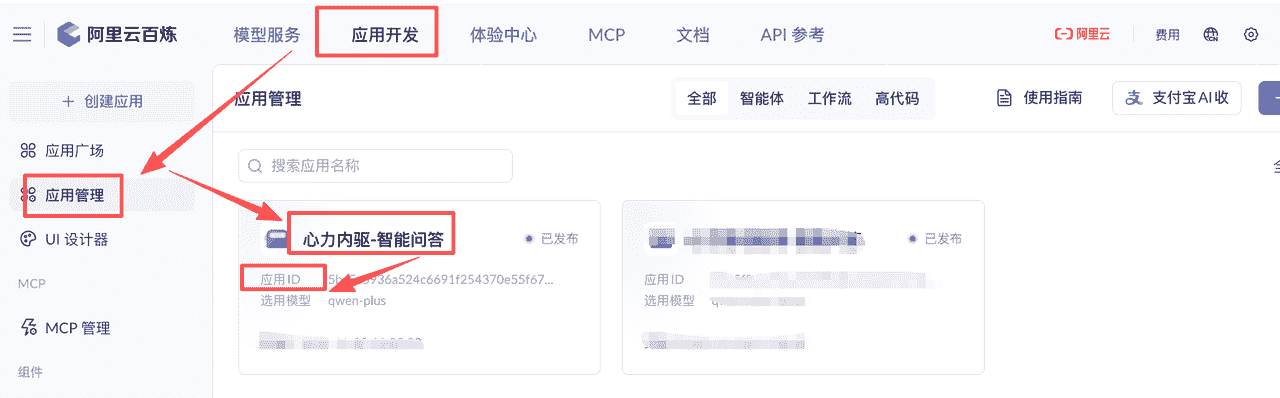 阿里云百炼 模型服务 应用开发 体验中心 MCP 文档 API 参考 阿里云 费用
+ 创建应用
应用管理 全部 智能体 工作流 高代码 使用指南 支付宝AI收
应用广场
搜索应用名称
应用管理
UI 设计器
心力内驱-智能问答 已发布
已发布
应用ID
应用ID
选用模型 qwen-plus
选用模型
MCP
MCP 管理
组件